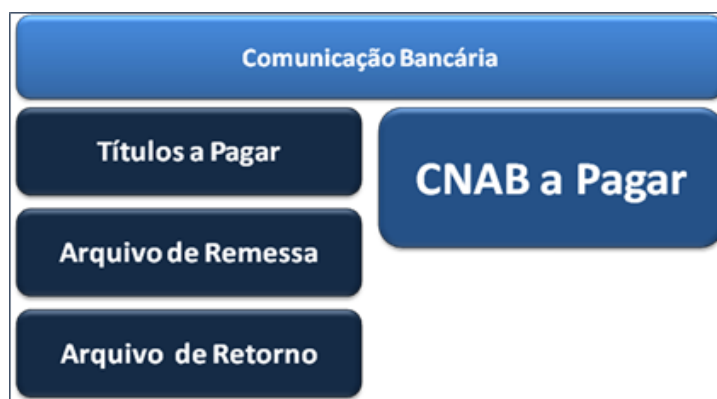 Comunicação Bancária
Títulos a Pagar
CNAB a Pagar
Arquivo de Remessa
Arquivo de Retorno